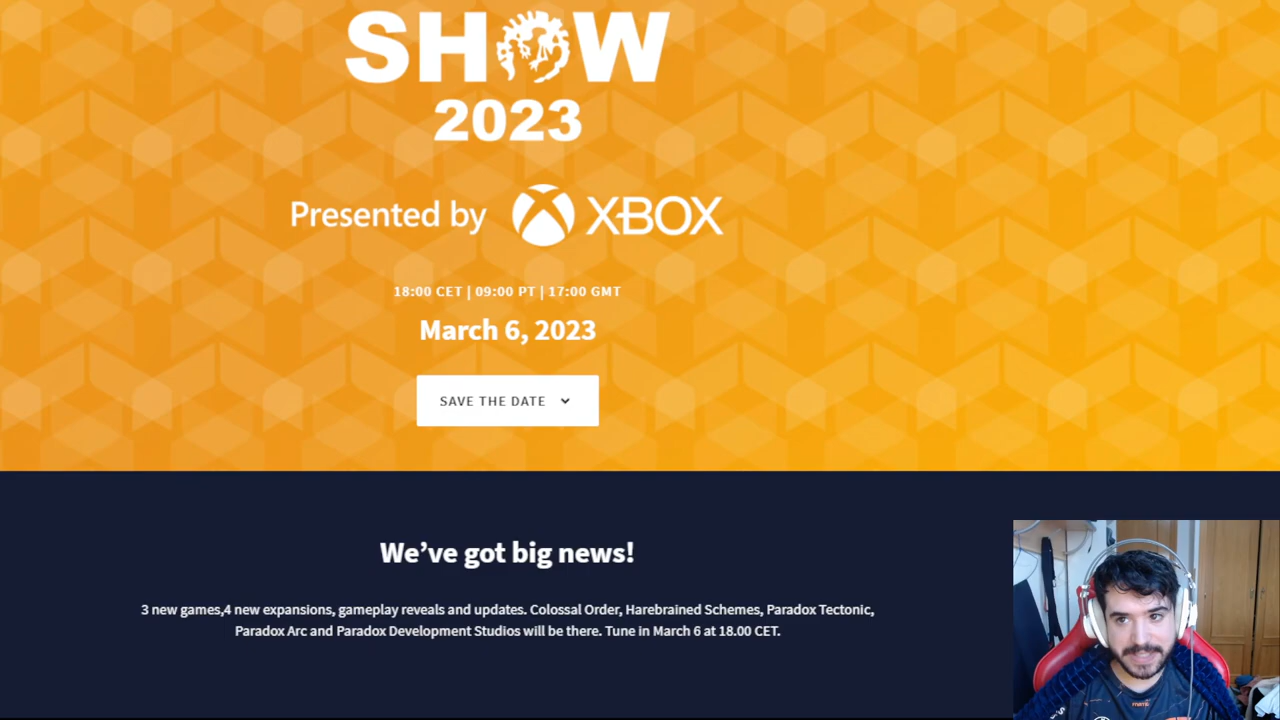 SHOW
2023
Presented by XBOX
18:00 CET | 09:00 PT | 17:00 GMT
March 6, 2023
SAVE THE DATE
We’ve got big news!
3 new games,4 new expansions, gameplay reveals and updates. Colossal Order, Harebrained Schemes, Paradox Tectonic,
Paradox Arc and Paradox Development Studios will be there. Tune in March 6 at 18.00 CET.